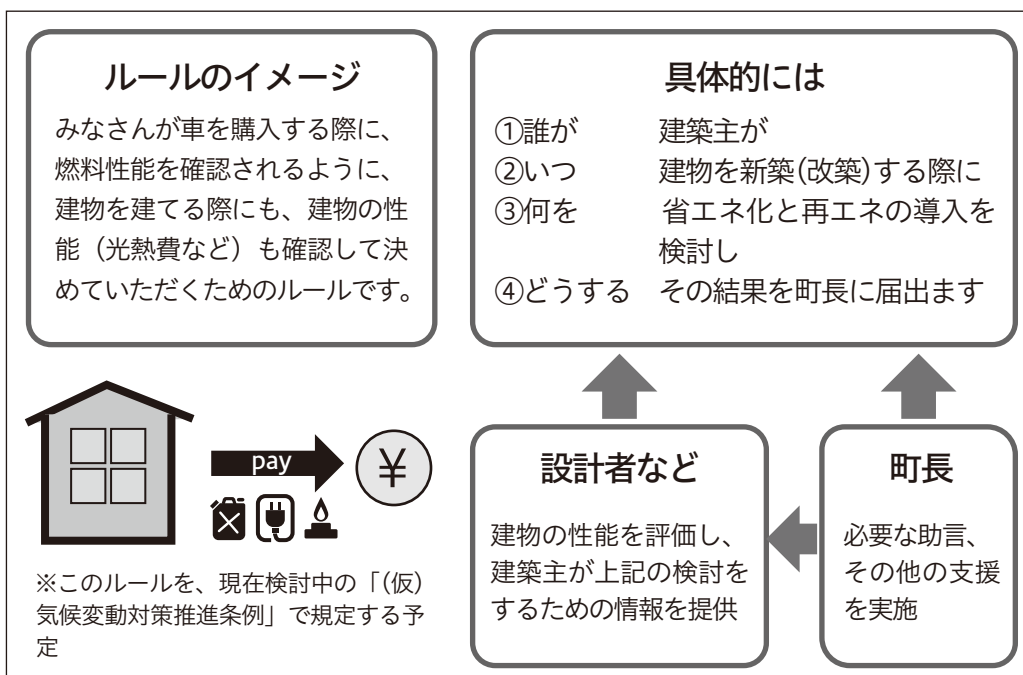 ルールのイメージ
みなさんが車を購入する際に、
燃料性能を確認されるように、
建物を建てる際にも、建物の性
能（光熱費など）も確認して決
めていただくためのルールです。
具体的には
①誰が　建築主が
②いつ　建物を新築(改築)する際に
③何を　省エネ化と再エネの導入を
検討し
④どうする　その結果を町長に届出ます
pay
¥
※このルールを、現在検討中の「(仮)
気候変動対策推進条例」で規定する予
定
設計者など
建物の性能を評価し、
建築主が上記の検討を
するための情報を提供
町長
必要な助言、
その他の支援
を実施